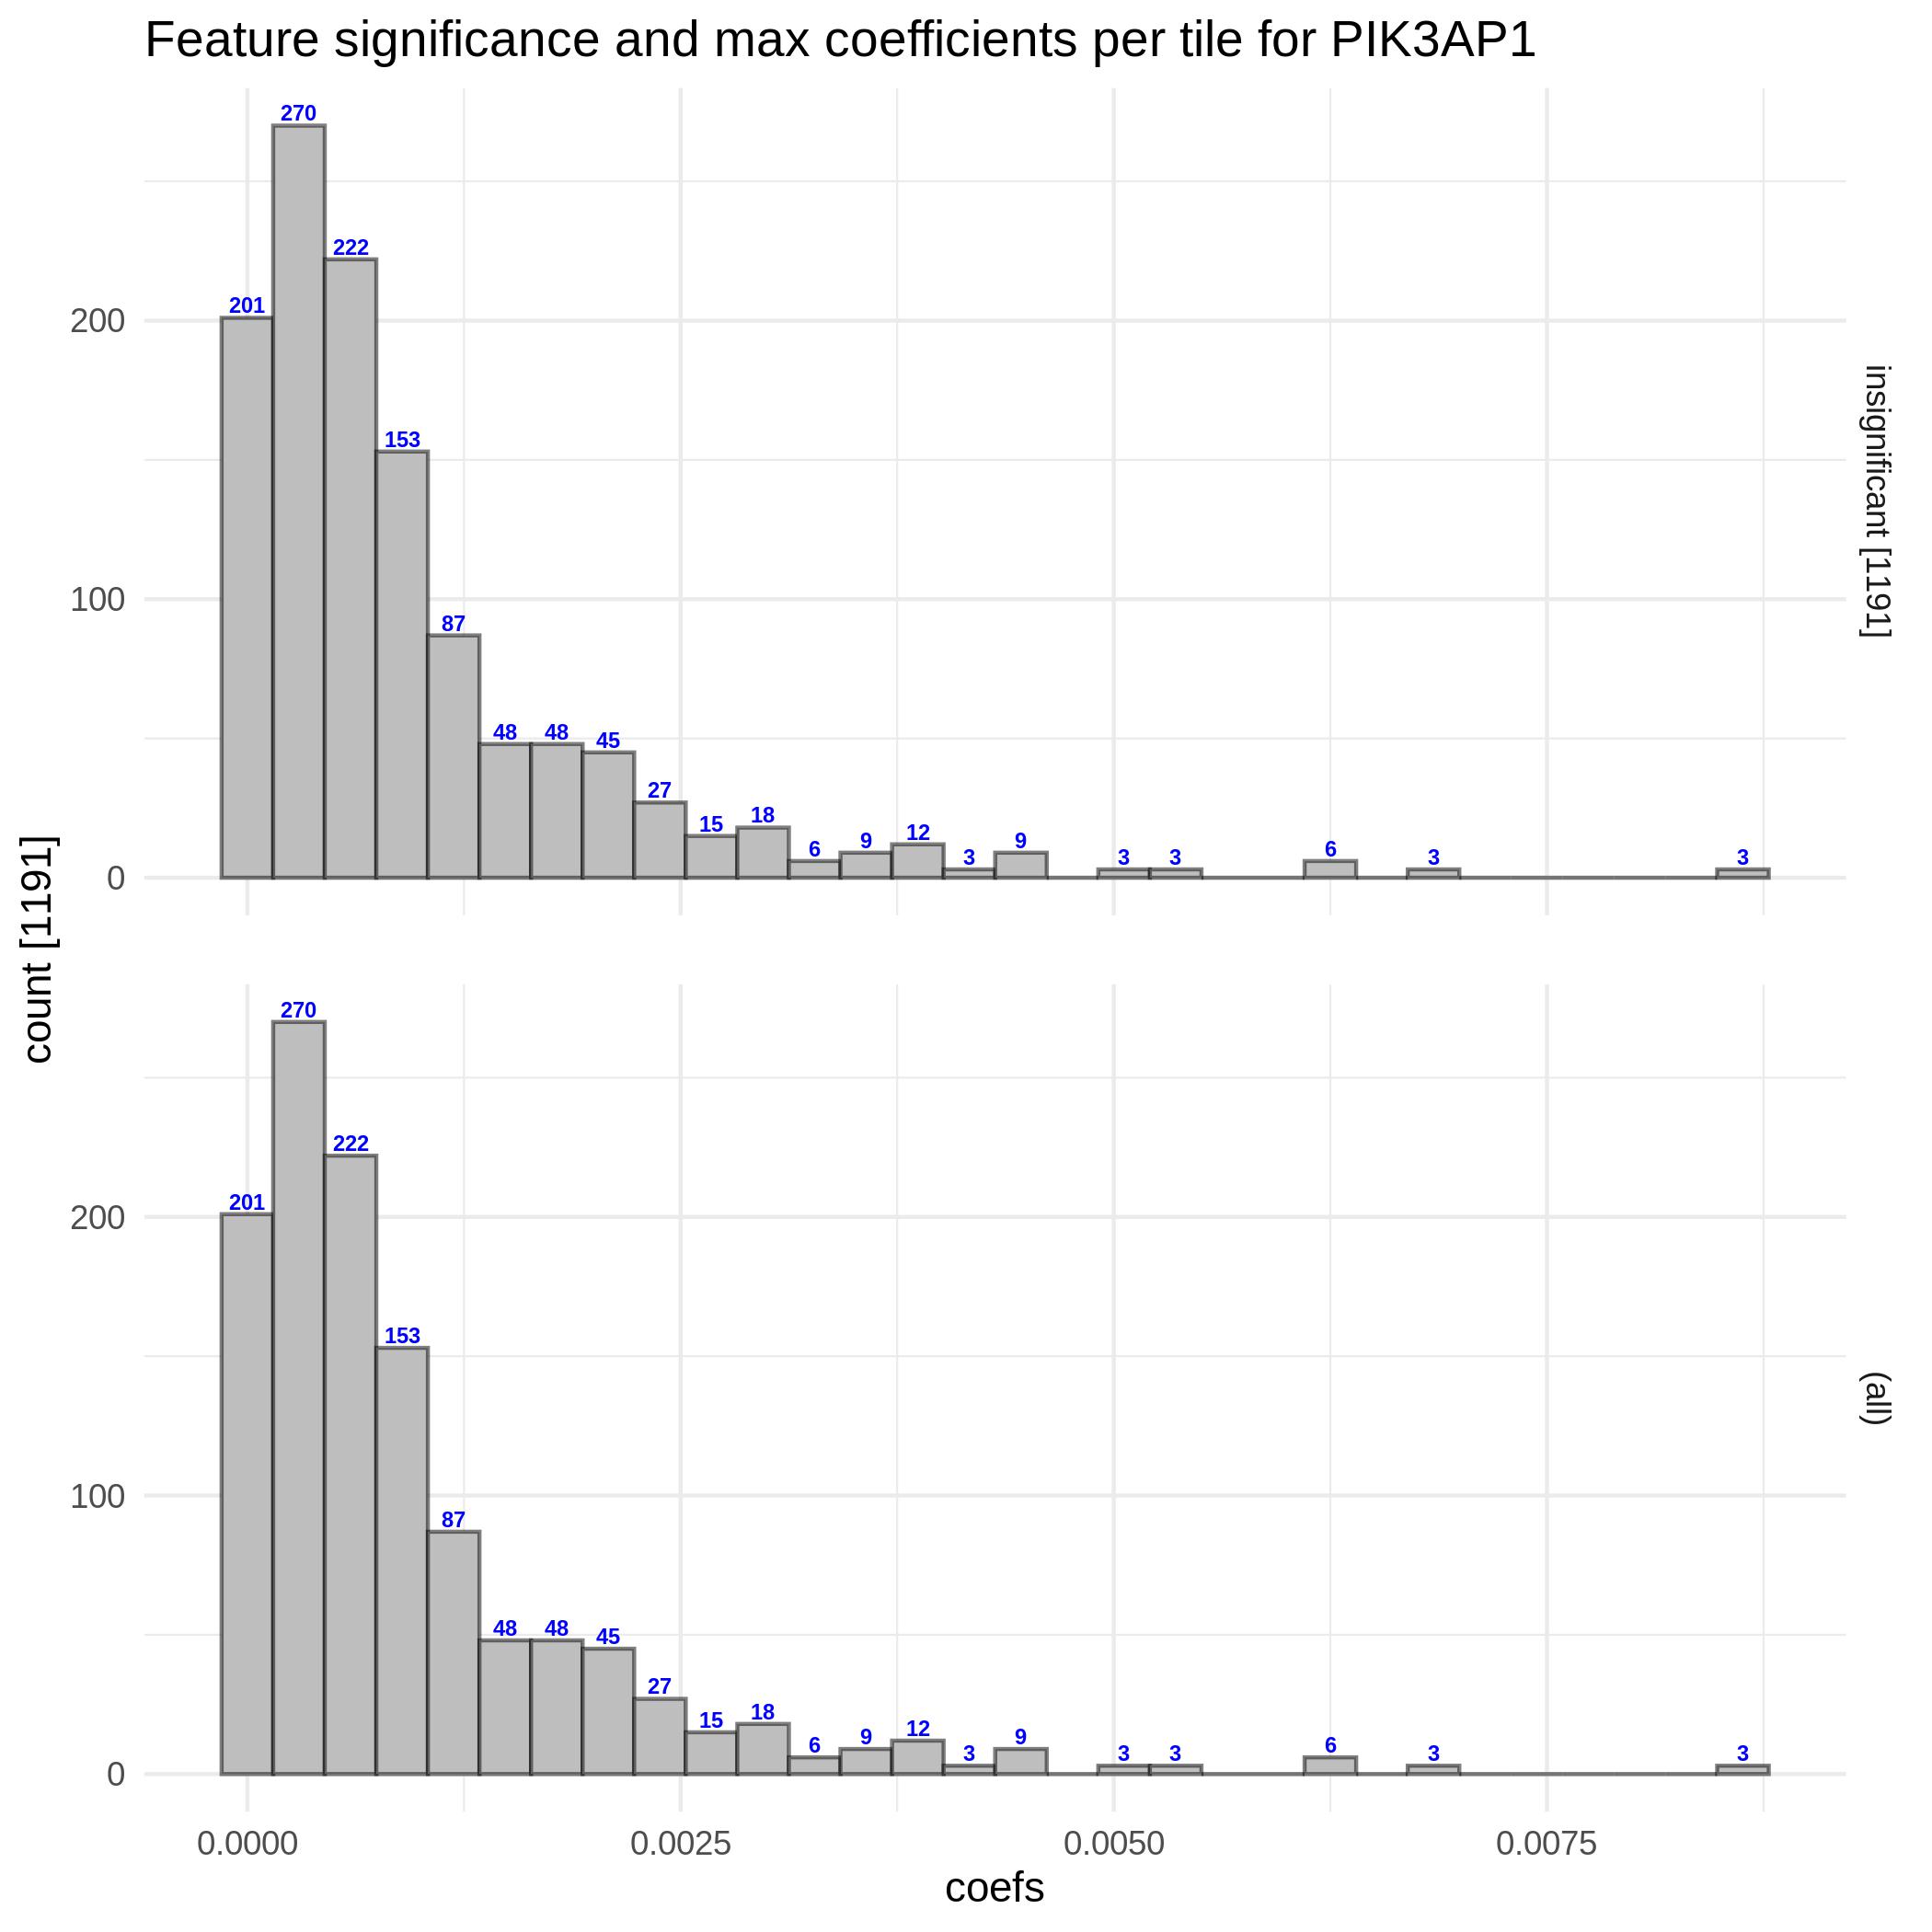 Feature significance and max coefficients per tile for PIK3AP1
270
222
201
200
153
100
87
48 48 45
27
15 18
6 9 12 3 9 3 3 6 3 3
0
insignificant [1191]
count [1191]
270
222
201
200
153
100
87
48 48 45
27
15 18
6 9 12 3 9 3 3 6 3 3
0
(all)
0.0000 0.0025 0.0050 0.0075
coefs